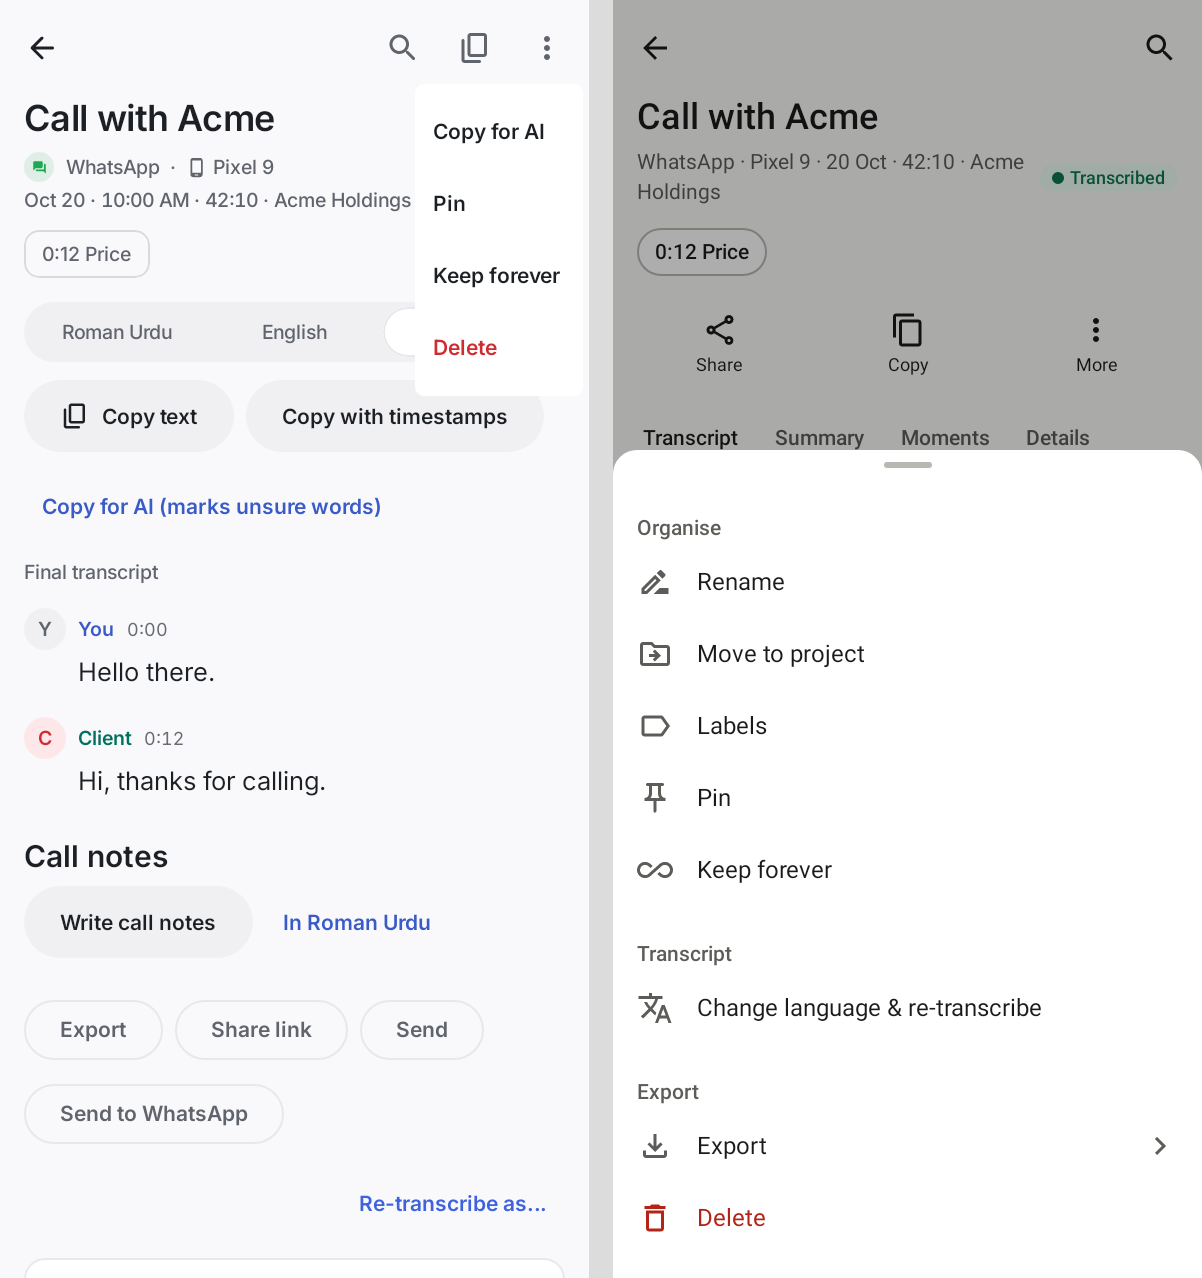 Call with Acme
WhatsApp · Pixel 9
Oct 20 · 10:00 AM · 42:10 · Acme Holdings
0:12 Price
Copy for AI
Pin
Keep forever
Delete
Roman Urdu English
Copy text Copy with timestamps
Copy for AI (marks unsure words)
Final transcript
Y You 0:00
Hello there.
C Client 0:12
Hi, thanks for calling.
Call notes
Write call notes In Roman Urdu
Export Share link Send
Send to WhatsApp
Re-transcribe as...
Call with Acme
WhatsApp · Pixel 9 · 20 Oct · 42:10 · Acme
Holdings
Transcribed
0:12 Price
Share Copy More
Transcript Summary Moments Details
Organise
Rename
Move to project
Labels
Pin
Keep forever
Transcript
Change language & re-transcribe
Export
Export
Delete